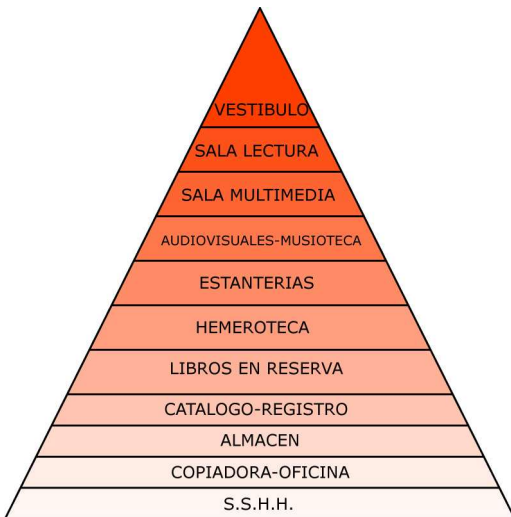 VESTIBULO
SALA LECTURA
SALA MULTIMEDIA
AUDIOVISUALES-MUSIOTECA
ESTANTERIAS
HEMEROTECA
LIBROS EN RESERVA
CATALOGO-REGISTRO
ALMACEN
COPIADORA-OFICINA
S.S.H.H.